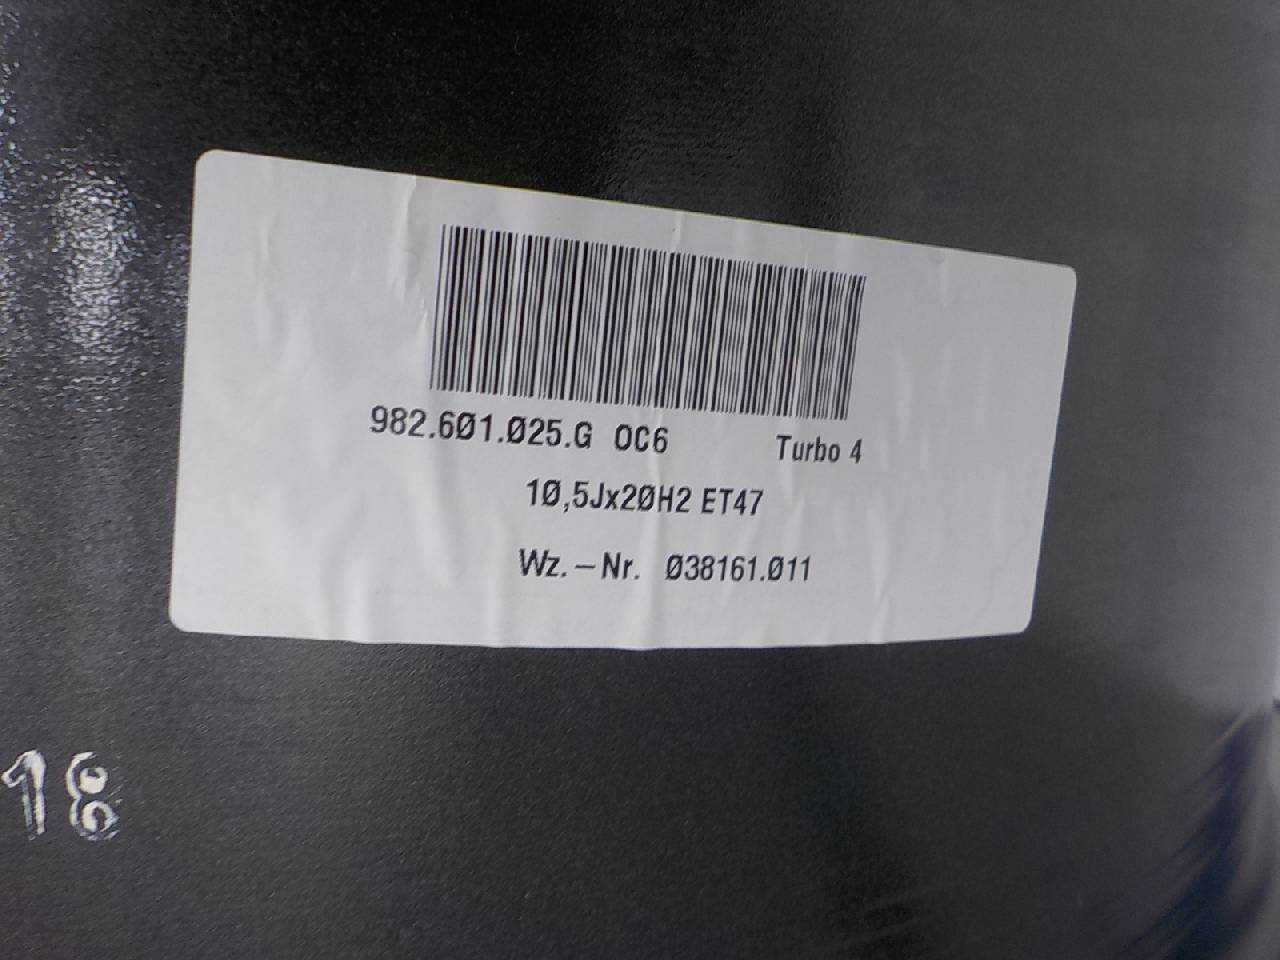 982.6Ø1.Ø25.G OC6 Turbo 4
1Ø,5Jx2ØH2 ET47
Wz.-Nr. Ø38161.Ø11
18